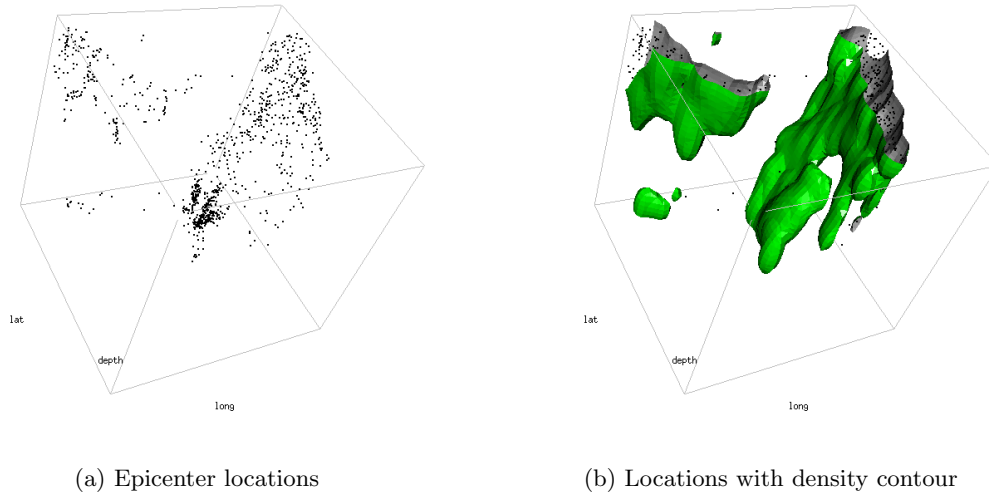 lat
depth
long
lat
depth
long
(a) Epicenter locations
(b) Locations with density contour